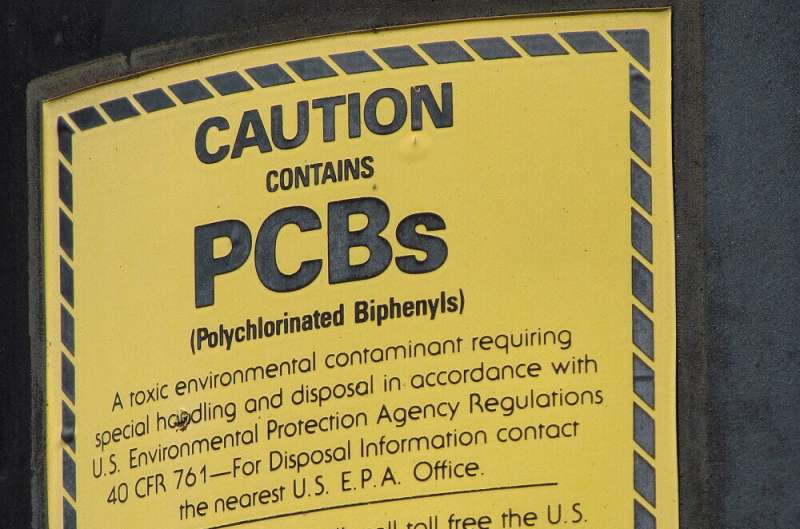 CAUTION
CONTAINS
PCBs
(Polychlorinated Biphenyls)
A toxic environmental contaminant requiring
special handling and disposal in accordance with
U.S. Environmental Protection Agency Regulations
40 CFR 761—For Disposal Information contact
the nearest U.S. E.P.A. Office.
toll free the U.S.